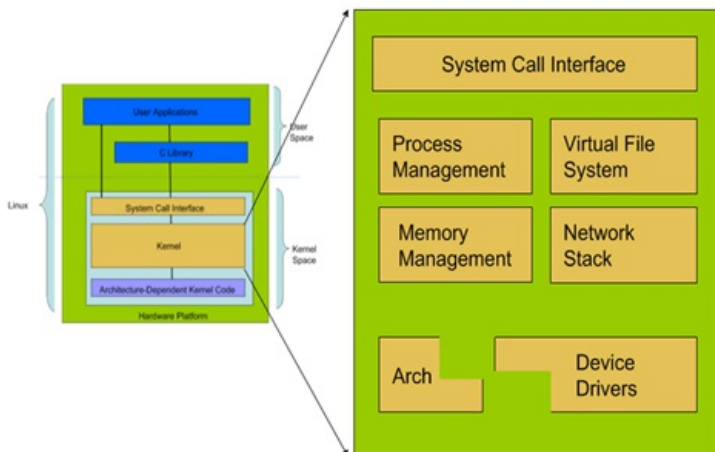 User Applications
User
Space
C Library
Linux
System Call Interface
Kernel
Kernel
Space
Architecture-Dependent Kernel Code
Hardware Platform
System Call Interface
Process
Management
Virtual File
System
Memory
Management
Network
Stack
Arch
Device
Drivers